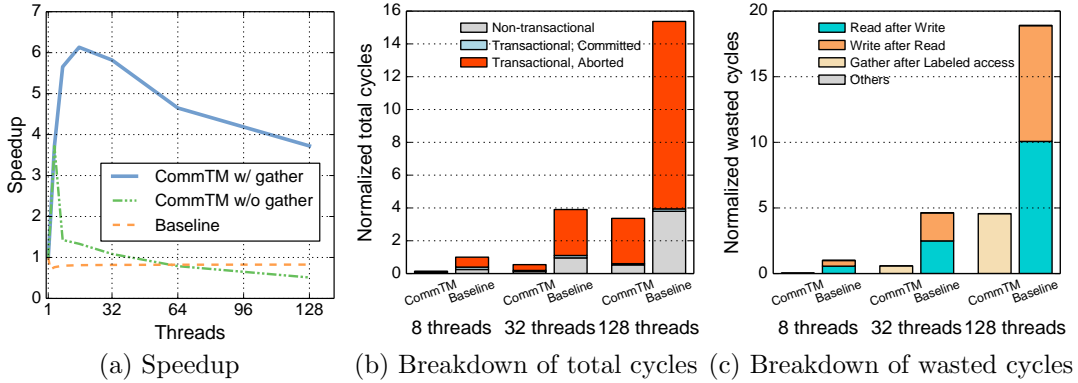 7
6
5
4
3
2
1
0
Speedup
CommTM w/ gather
CommTM w/o gather
Baseline
1 32 64 96 128
Threads
(a) Speedup
16
14
12
10
8
6
4
2
0
Normalized total cycles
Non-transactional
Transactional; Committed
Transactional, Aborted
CommTM Baseline CommTM Baseline CommTM Baseline
8 threads 32 threads 128 threads
(b) Breakdown of total cycles
20
15
10
5
0
Normalized wasted cycles
Read after Write
Write after Read
Gather after Labeled access
Others
CommTM Baseline CommTM Baseline CommTM Baseline
8 threads 32 threads 128 threads
(c) Breakdown of wasted cycles